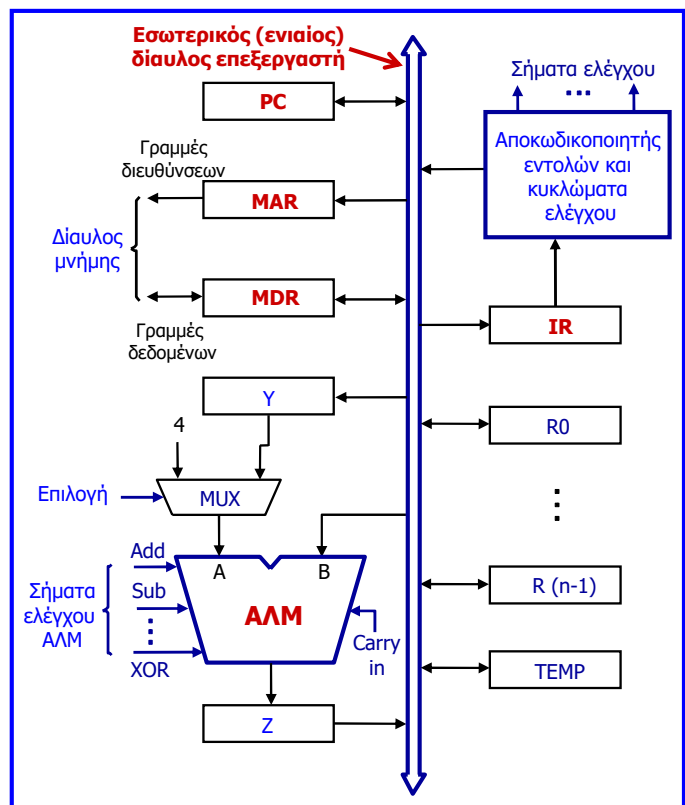 Εσωτερικός (ενιαίος)
δίαυλος επεξεργαστή
Σήματα ελέγχου
...
PC
Αποκωδικοποιητής
εντολών και
κυκλώματα
ελέγχου
Γραμμές
διευθύνσεων
MAR
Δίαυλος
μνήμης
MDR
IR
Γραμμές
δεδομένων
Y
4
R0
Επιλογή
MUX
Add
A
B
Σήματα
ελέγχου
ΑΛΜ
Sub
ΑΛΜ
R (n-1)
XOR
Carry
in
TEMP
Z